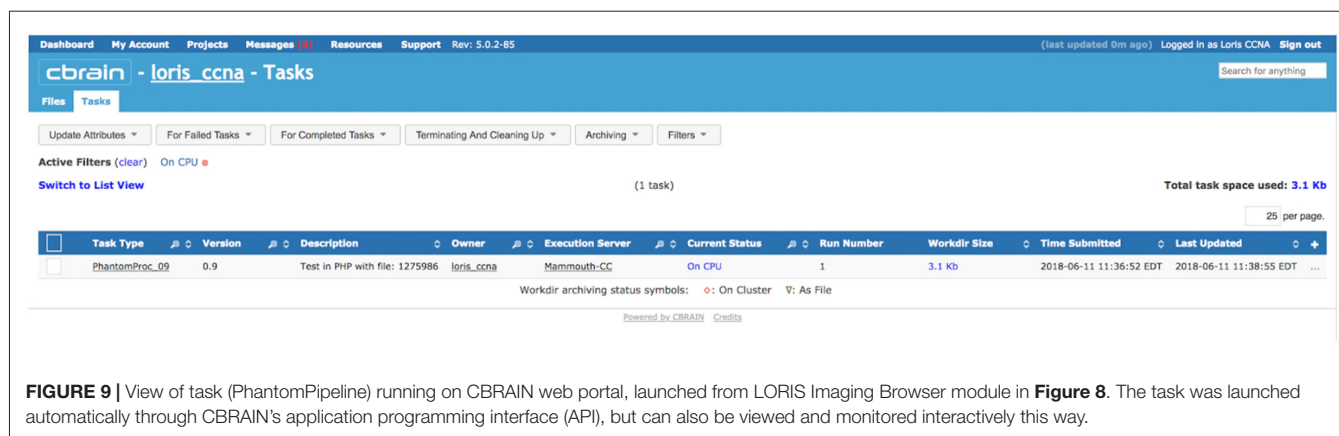 Dashboard My Account Projects Messages (3) Resources Support Rev: 5.0.2-85 (last updated 0m ago) Logged in as Loris CCNA Sign out
cbrain - loris_ccna - Tasks Search for anything
Files Tasks
Update Attributes For Failed Tasks For Completed Tasks Terminating And Cleaning Up Archiving Filters
Active Filters (clear) On CPU
Switch to List View (1 task) Total task space used: 3.1 Kb
25 per page.
Task Type Version Description Owner Execution Server Current Status Run Number Workdir Size Time Submitted Last Updated +
PhantomProc_09 0.9 Test in PHP with file: 1275986 loris_ccna Mammouth-CC On CPU 1 3.1 Kb 2018-06-11 11:36:52 EDT 2018-06-11 11:38:55 EDT ...
Workdir archiving status symbols: ◇: On Cluster ∇: As File
Powered by CBRAIN Credits
FIGURE 9 | View of task (PhantomPipeline) running on CBRAIN web portal, launched from LORIS Imaging Browser module in Figure 8. The task was launched
automatically through CBRAIN's application programming interface (API), but can also be viewed and monitored interactively this way.